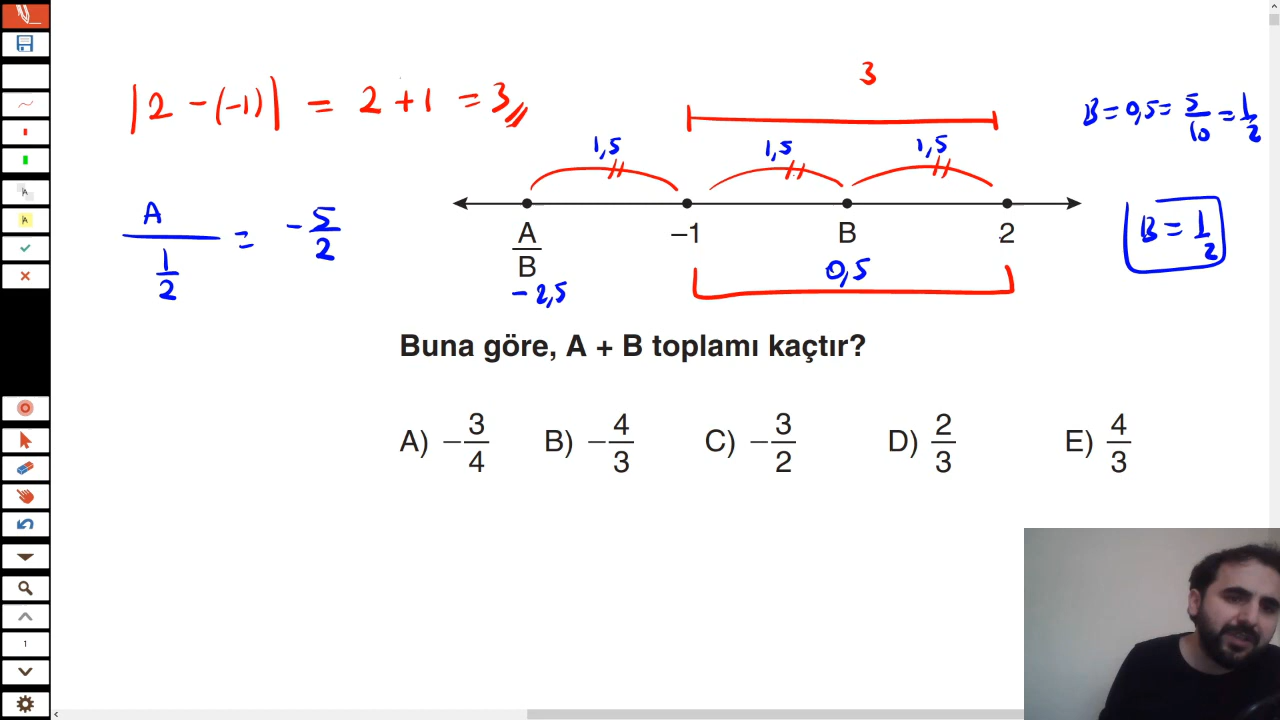 |2 - (-1)| = 2 + 1 = 3
3
B = 0,5 = 5/10 = 1/2
1,5 1,5 1,5
A/B −1 B 2
-2,5 0,5
A/(1/2) = -5/2
B = 1/2
Buna göre, A + B toplamı kaçtır?
A) −3/4 B) −4/3 C) −3/2 D) 2/3 E) 4/3
A
A
1